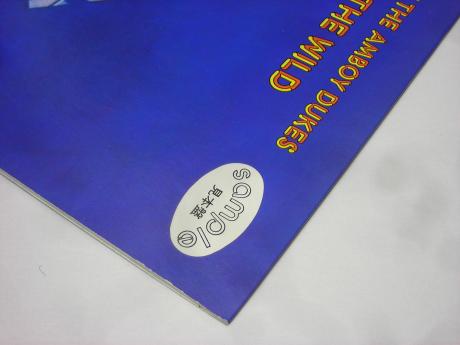 THE AMBOY DUKES
THE WILD
sample
見本盤